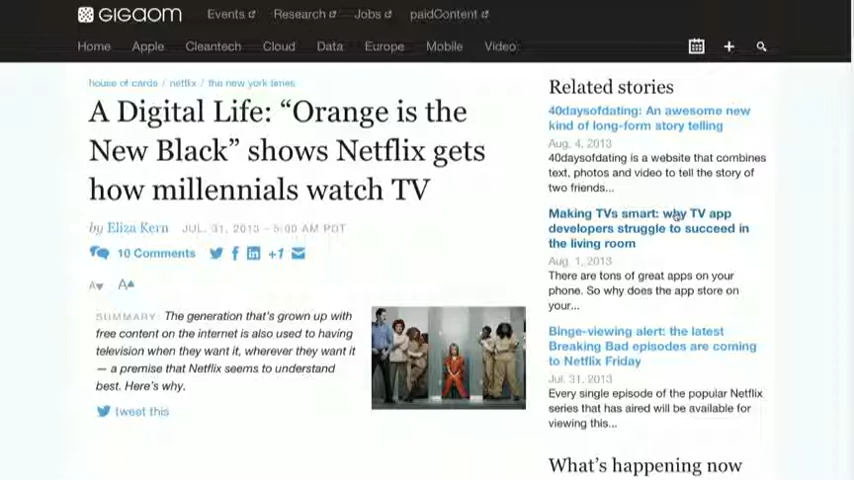 GIGAOM
Events Research Jobs paidContent
Home Apple Cleantech Cloud Data Europe Mobile Video
house of cards / netflix / the new york times
A Digital Life: “Orange is the
New Black” shows Netflix gets
how millennials watch TV
by Eliza Kern JUL. 31, 2013 - 5:00 AM PDT
10 Comments +1
A A
SUMMARY: The generation that's grown up with
free content on the internet is also used to having
television when they want it, wherever they want it
— a premise that Netflix seems to understand
best. Here's why.
tweet this
Related stories
40daysofdating: An awesome new
kind of long-form story telling
Aug. 4, 2013
40daysofdating is a website that combines
text, photos and video to tell the story of
two friends...
Making TVs smart: why TV app
developers struggle to succeed in
the living room
Aug. 1, 2013
There are tons of great apps on your
phone. So why does the app store on
your...
Binge-viewing alert: the latest
Breaking Bad episodes are coming
to Netflix Friday
Jul. 31, 2013
Every single episode of the popular Netflix
series that has aired will be available for
viewing this...
What's happening now